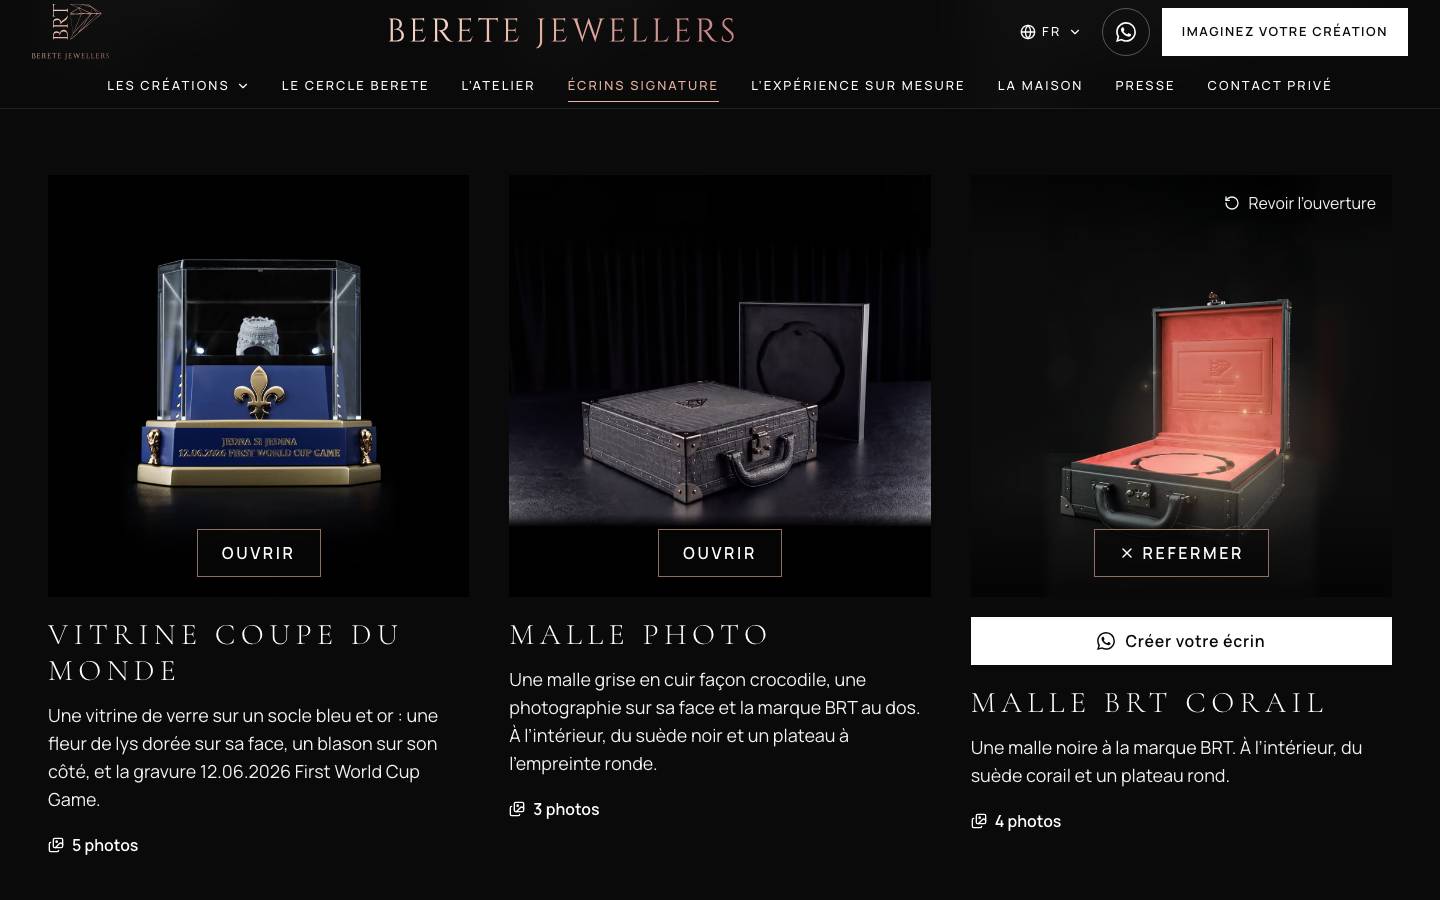 BRT
BERETE JEWELLERS
BERETE JEWELLERS
FR
IMAGINEZ VOTRE CRÉATION
LES CRÉATIONS
LE CERCLE BERETE
L'ATELIER
ÉCRINS SIGNATURE
L'EXPÉRIENCE SUR MESURE
LA MAISON
PRESSE
CONTACT PRIVÉ
JEDNA SI JEDINA
12.06.2026 FIRST WORLD CUP GAME
OUVRIR
VITRINE COUPE DU
MONDE
Une vitrine de verre sur un socle bleu et or : une
fleur de lys dorée sur sa face, un blason sur son
côté, et la gravure 12.06.2026 First World Cup
Game.
5 photos
OUVRIR
MALLE PHOTO
Une malle grise en cuir façon crocodile, une
photographie sur sa face et la marque BRT au dos.
À l’intérieur, du suède noir et un plateau à
l’empreinte ronde.
3 photos
Revoir l’ouverture
REFERMER
Créer votre écrin
MALLE BRT CORAIL
Une malle noire à la marque BRT. À l’intérieur, du
suède corail et un plateau rond.
4 photos